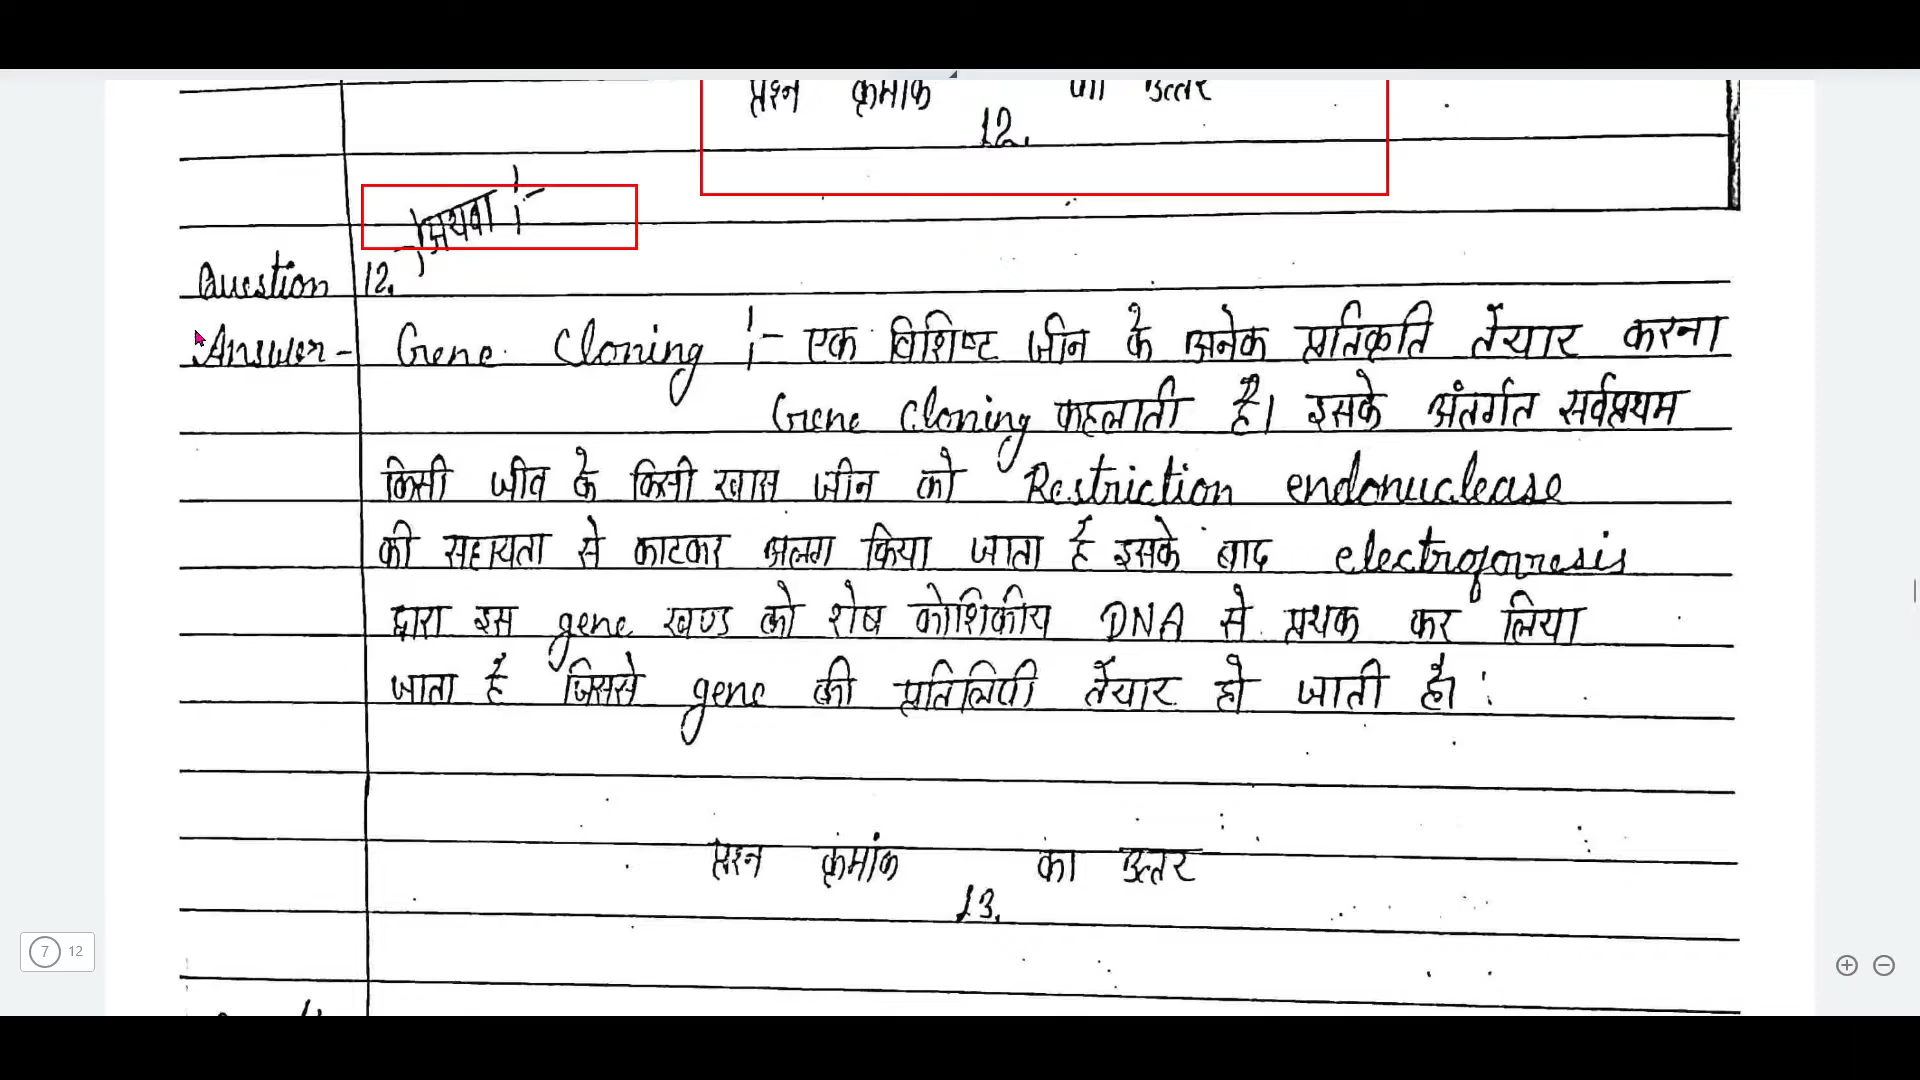 प्रश्न क्रमांक का उत्तर
12.
अथवा :-
Question 12.
Answer - Gene Cloning :- एक विशिष्ट जीन के अनेक प्रतिकृति तैयार करना
Gene Cloning कहलाती है। इसके अंतर्गत सर्वप्रथम
किसी जीव के किसी खास जीन को Restriction endonuclease
की सहायता से काटकर अलग किया जाता है इसके बाद electroforesis
द्वारा इस gene खण्ड को शेष कोशिकीय DNA से प्रथक कर लिया
जाता है जिससे gene की प्रतिलिपी तैयार हो जाती है।
प्रश्न क्रमांक का उत्तर
13.
7 12